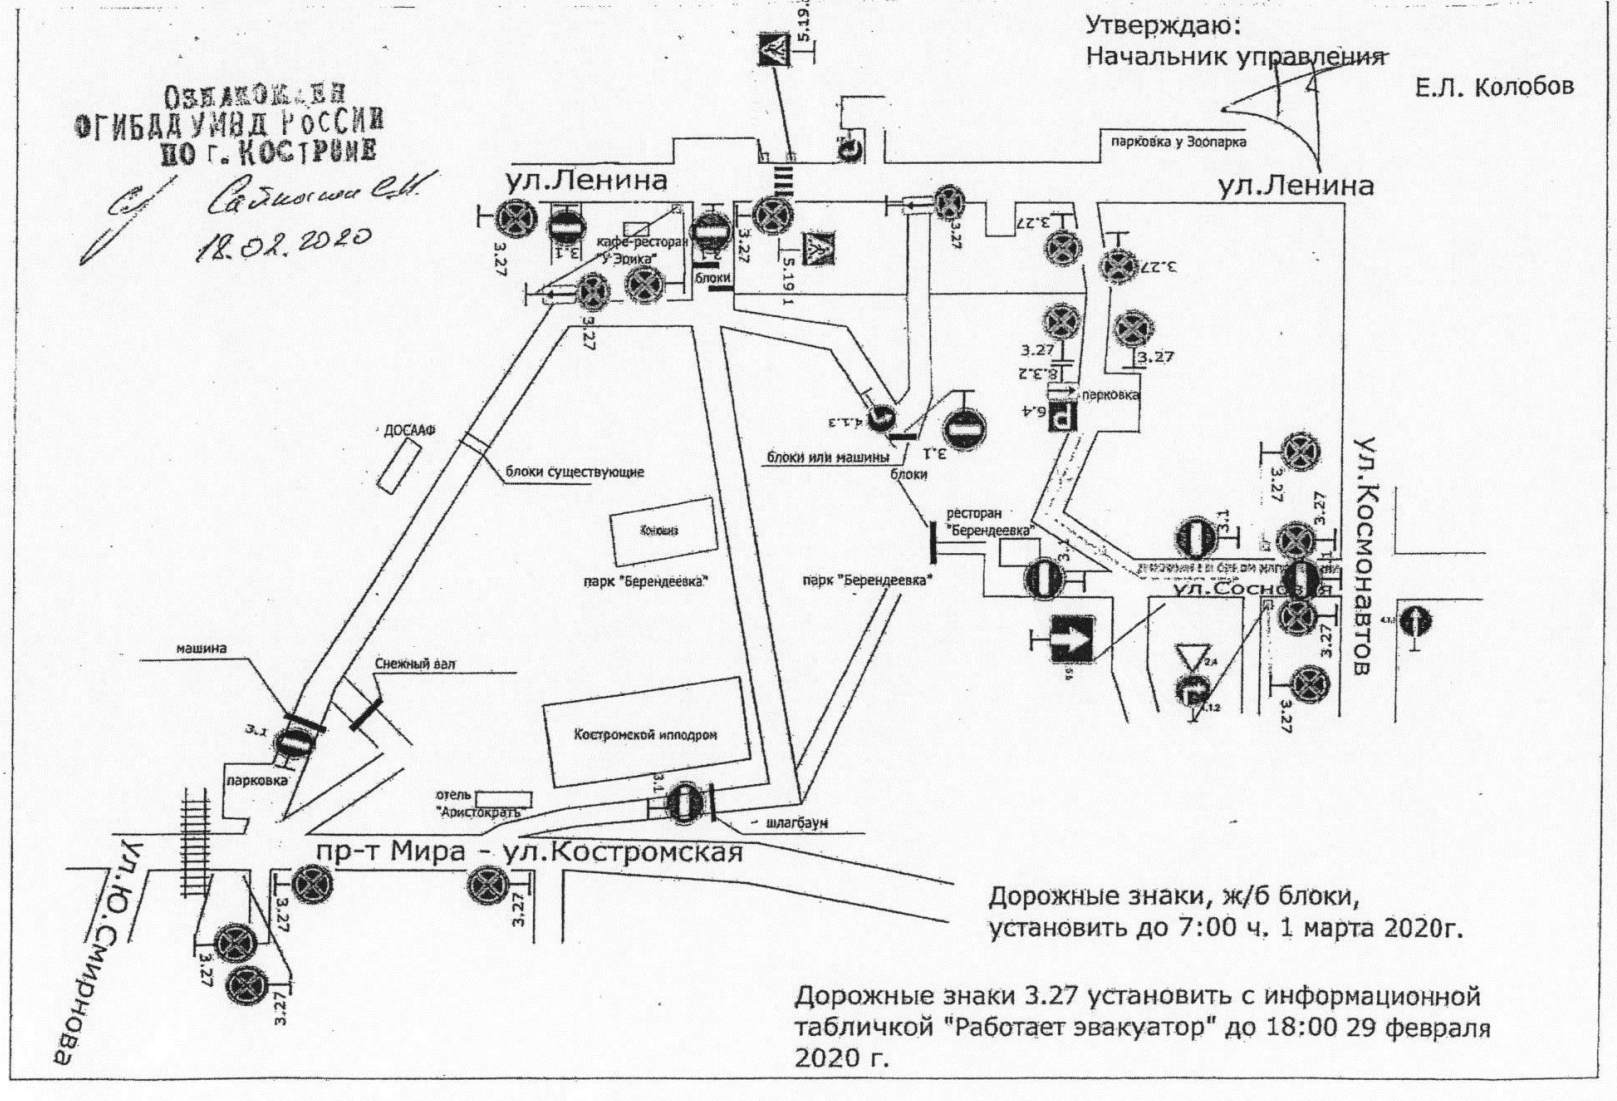 Утверждаю:
Начальник управления
Е.Л. Колобов
ОЗНАКОМЛЕН
ОГИБДД УМВД РОССИИ
ПО г. КОСТРОМЕ
18.02.2020
5.19
парковка у Зоопарка
ул.Ленина
ул.Ленина
3.27
3.1
кафе-ресторан
"У Эрика"
блоки
3.27
5.19 1
3.27
3.27
3.27
3.27
3.27
3.27
8.3.2
6.4
парковка
4.1.3
3.1
блоки или машины
блоки
ДОСААФ
блоки существующие
Конюшня
парк "Берендеевка"
парк "Берендеевка"
ресторан
"Берендеевка"
3.1
3.1
3.27
3.27
ул.Сосновая
ул.Космонавтов
3.27
3.27
2.4
4.1.2
машина
Снежный вал
3.1
парковка
Костромской ипподром
3.1
отель
"Аристократъ"
шлагбаум
пр-т Мира - ул.Костромская
ул.Ю.Смирнова
3.27
3.27
3.27
3.27
Дорожные знаки, ж/б блоки,
установить до 7:00 ч. 1 марта 2020г.
Дорожные знаки 3.27 установить с информационной
табличкой "Работает эвакуатор" до 18:00 29 февраля
2020 г.